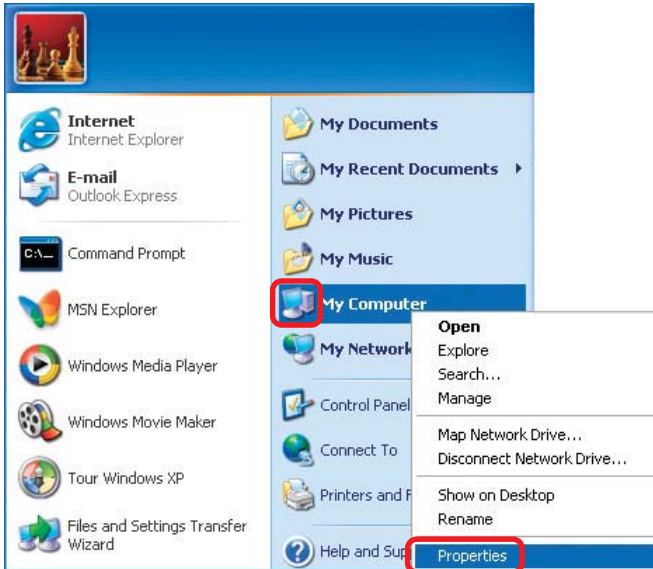 Internet
Internet Explorer
E-mail
Outlook Express
C:\_
Command Prompt
MSN Explorer
Windows Media Player
Windows Movie Maker
Tour Windows XP
Files and Settings Transfer
Wizard
My Documents
My Recent Documents
My Pictures
My Music
My Computer
My Network
Control Panel
Connect To
Printers and
Help and
Open
Explore
Search...
Manage
Map Network Drive...
Disconnect Network Drive...
Show on Desktop
Rename
Properties